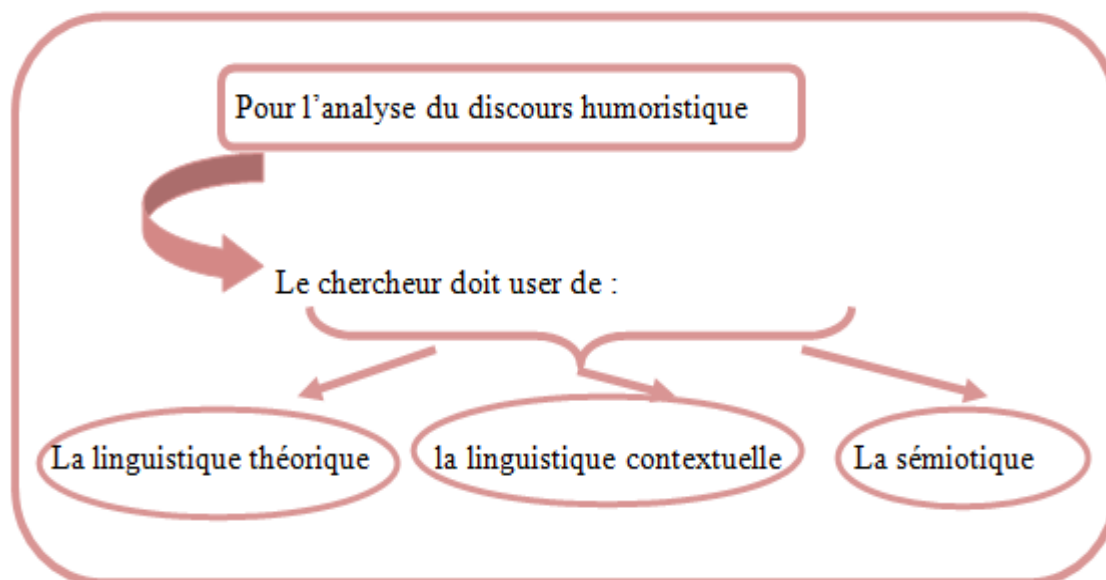 Pour l'analyse du discours humoristique
Le chercheur doit user de :
La linguistique théorique
la linguistique contextuelle
La sémiotique